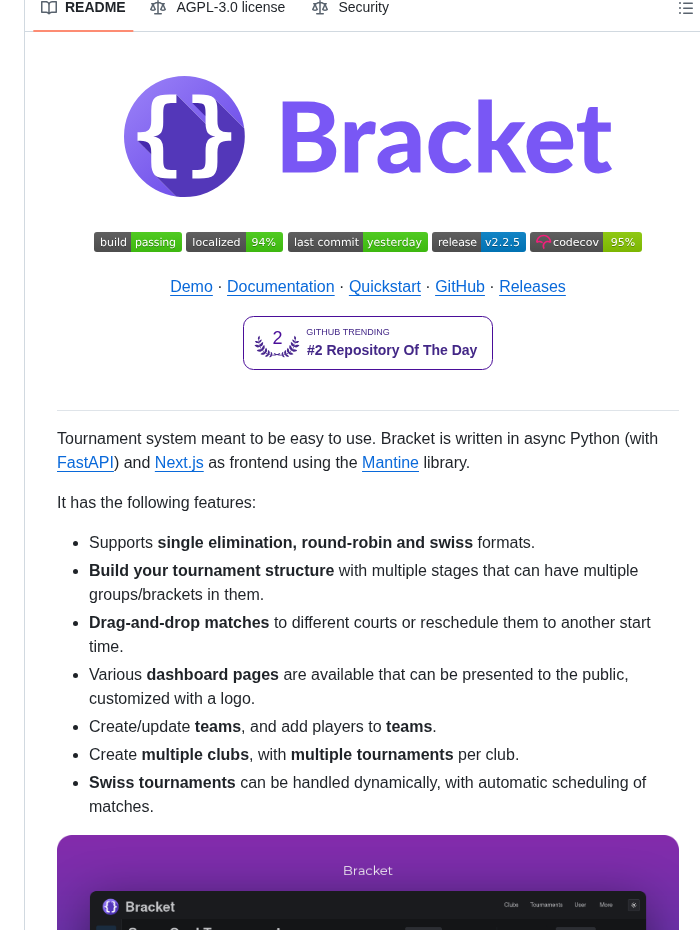 README AGPL-3.0 license Security
{} Bracket
build passing localized 94% last commit yesterday release v2.2.5 codecov 95%
Demo · Documentation · Quickstart · GitHub · Releases
2 GITHUB TRENDING
#2 Repository Of The Day
Tournament system meant to be easy to use. Bracket is written in async Python (with
FastAPI) and Next.js as frontend using the Mantine library.
It has the following features:
• Supports single elimination, round-robin and swiss formats.
• Build your tournament structure with multiple stages that can have multiple
groups/brackets in them.
• Drag-and-drop matches to different courts or reschedule them to another start
time.
• Various dashboard pages are available that can be presented to the public,
customized with a logo.
• Create/update teams, and add players to teams.
• Create multiple clubs, with multiple tournaments per club.
• Swiss tournaments can be handled dynamically, with automatic scheduling of
matches.
Bracket
{} Bracket Clubs Tournaments User More